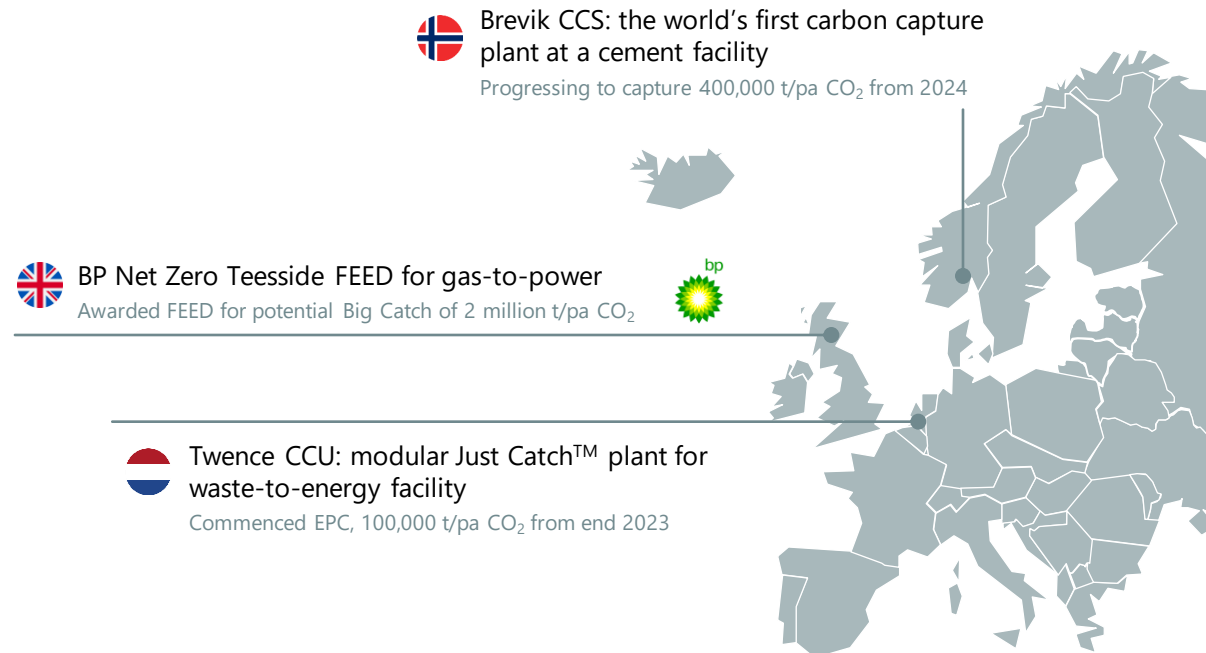 Brevik CCS: the world’s first carbon capture
plant at a cement facility
Progressing to capture 400,000 t/pa CO₂ from 2024
bp
BP Net Zero Teesside FEED for gas-to-power
Awarded FEED for potential Big Catch of 2 million t/pa CO₂
Twence CCU: modular Just Catch™ plant for
waste-to-energy facility
Commenced EPC, 100,000 t/pa CO₂ from end 2023